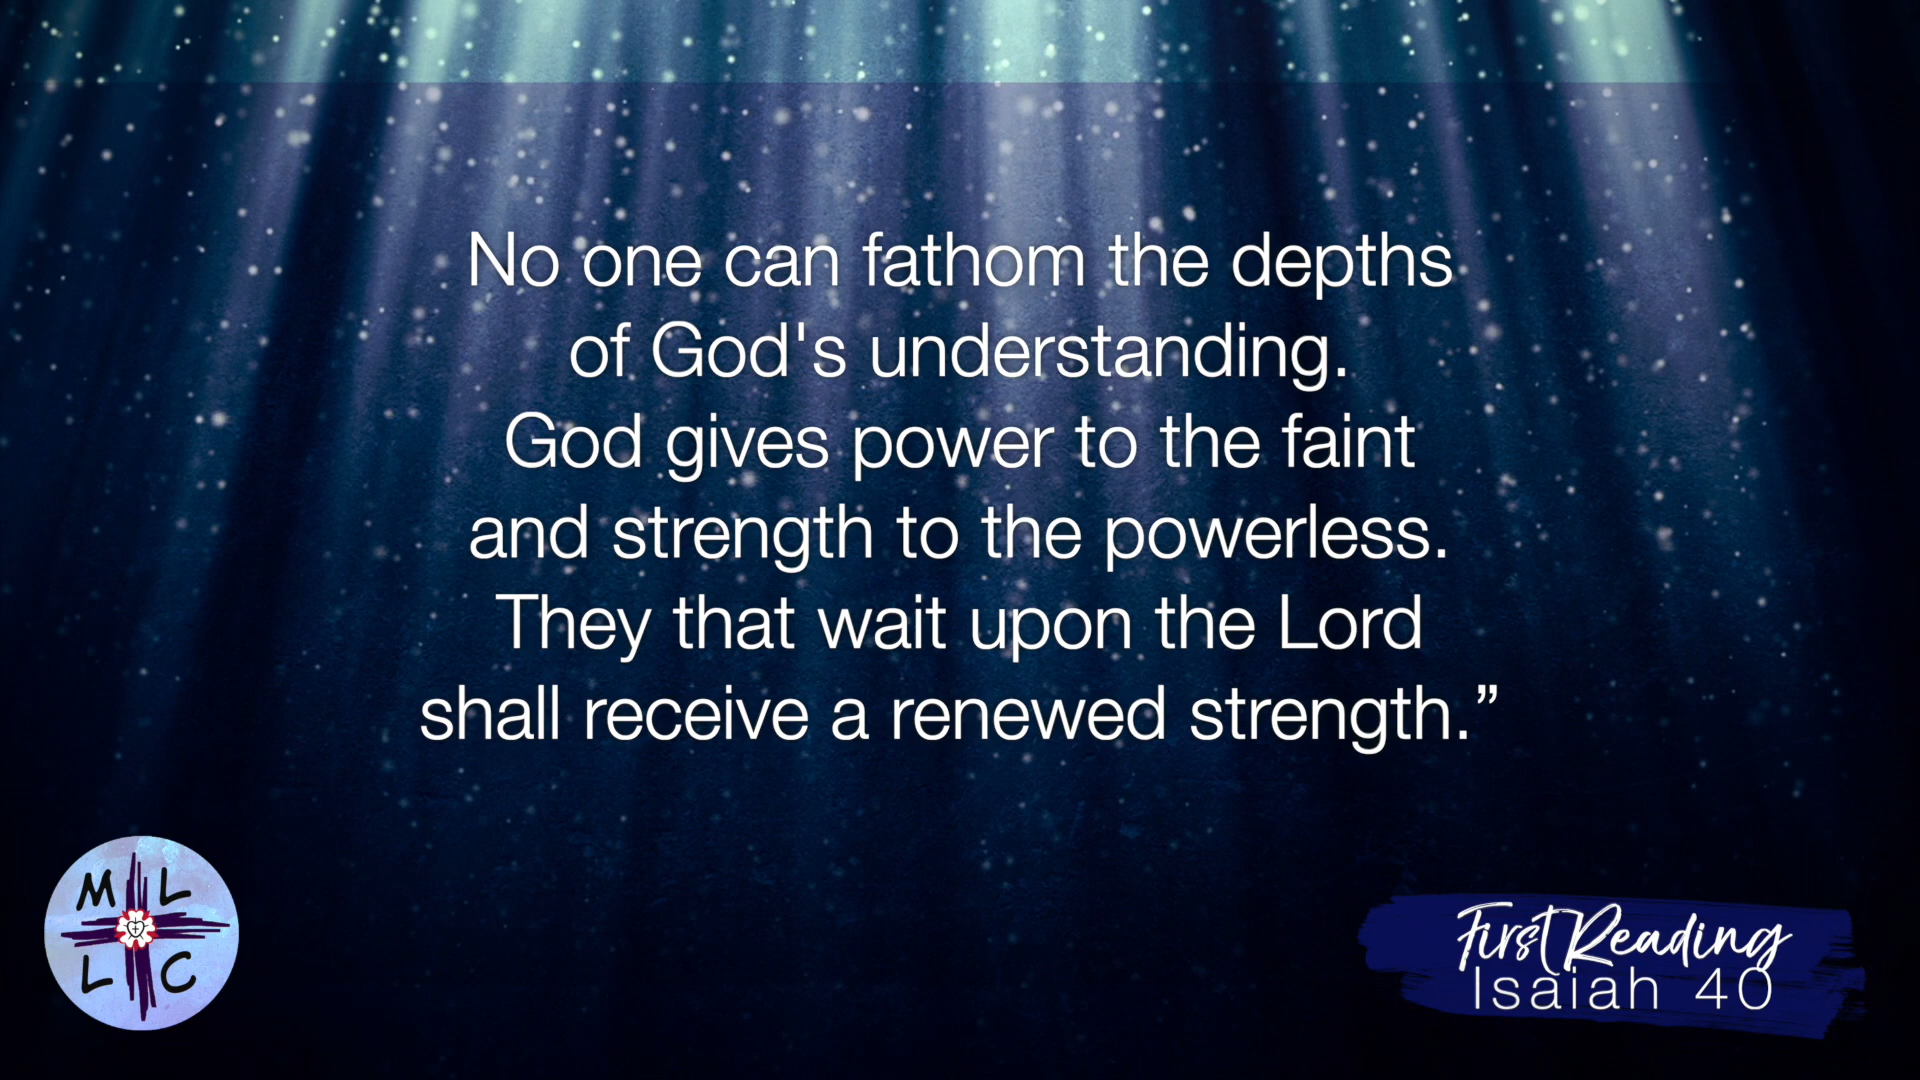 No one can fathom the depths
of God's understanding.
God gives power to the faint
and strength to the powerless.
They that wait upon the Lord
shall receive a renewed strength.”
M L
L C
First Reading
Isaiah 40